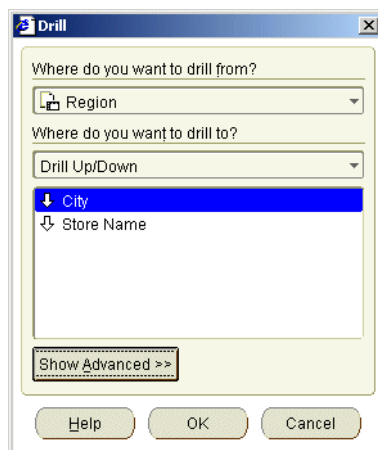 Drill
Where do you want to drill from?
Region
Where do you want to drill to?
Drill Up/Down
City
Store Name
Show Advanced >>
Help OK Cancel